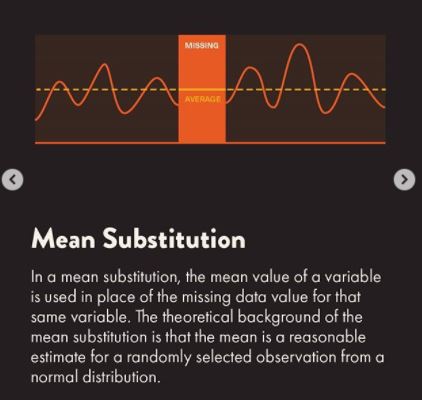 MISSING
AVERAGE
Mean Substitution
In a mean substitution, the mean value of a variable
is used in place of the missing data value for that
same variable. The theoretical background of the
mean substitution is that the mean is a reasonable
estimate for a randomly selected observation from a
normal distribution.